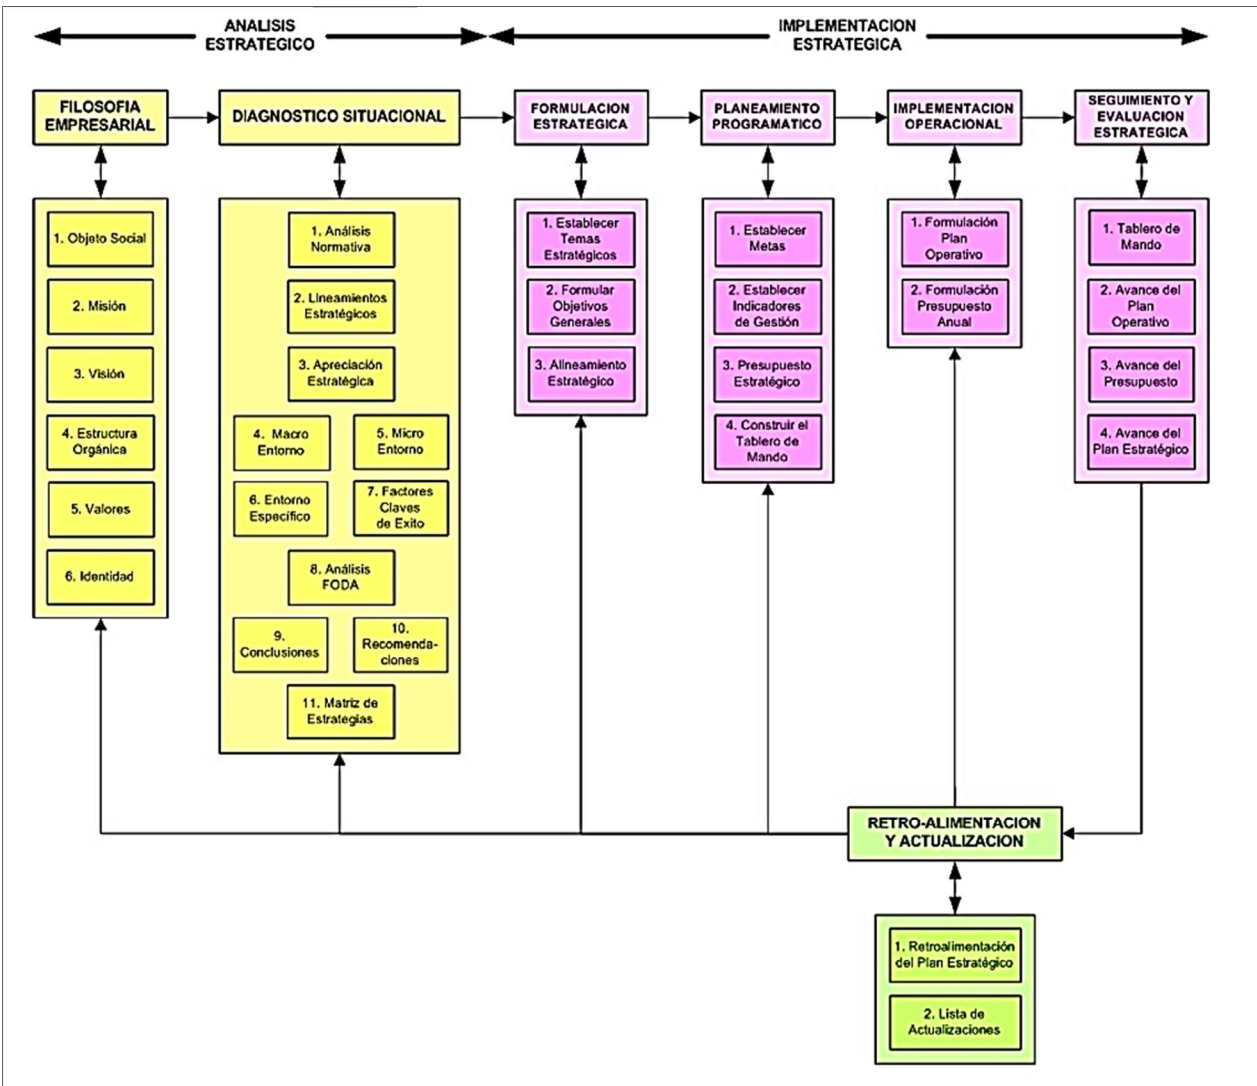 ANALISIS
ESTRATEGICO
IMPLEMENTACION
ESTRATEGICA
FILOSOFIA
EMPRESARIAL
DIAGNOSTICO SITUACIONAL
FORMULACION
ESTRATEGICA
PLANEAMIENTO
PROGRAMATICO
IMPLEMENTACION
OPERACIONAL
SEGUIMIENTO Y
EVALUACION
ESTRATEGICA
1. Objeto Social
2. Misión
3. Visión
4. Estructura
Orgánica
5. Valores
6. Identidad
1. Análisis
Normativa
2. Lineamientos
Estratégicos
3. Apreciación
Estratégica
4. Macro
Entorno
5. Micro
Entorno
6. Entorno
Específico
7. Factores
Claves
de Exito
8. Análisis
FODA
9.
Conclusiones
10.
Recomenda-
ciones
11. Matriz de
Estrategias
1. Establecer
Temas
Estratégicos
2. Formular
Objetivos
Generales
3. Alineamiento
Estratégico
1. Establecer
Metas
2. Establecer
Indicadores
de Gestión
3. Presupuesto
Estratégico
4. Construir el
Tablero de
Mando
1. Formulación
Plan
Operativo
2. Formulación
Presupuesto
Anual
1. Tablero de
Mando
2. Avance del
Plan
Operativo
3. Avance del
Presupuesto
4. Avance del
Plan Estratégico
RETRO-ALIMENTACION
Y ACTUALIZACION
1. Retroalimentación
del Plan Estratégico
2. Lista de
Actualizaciones